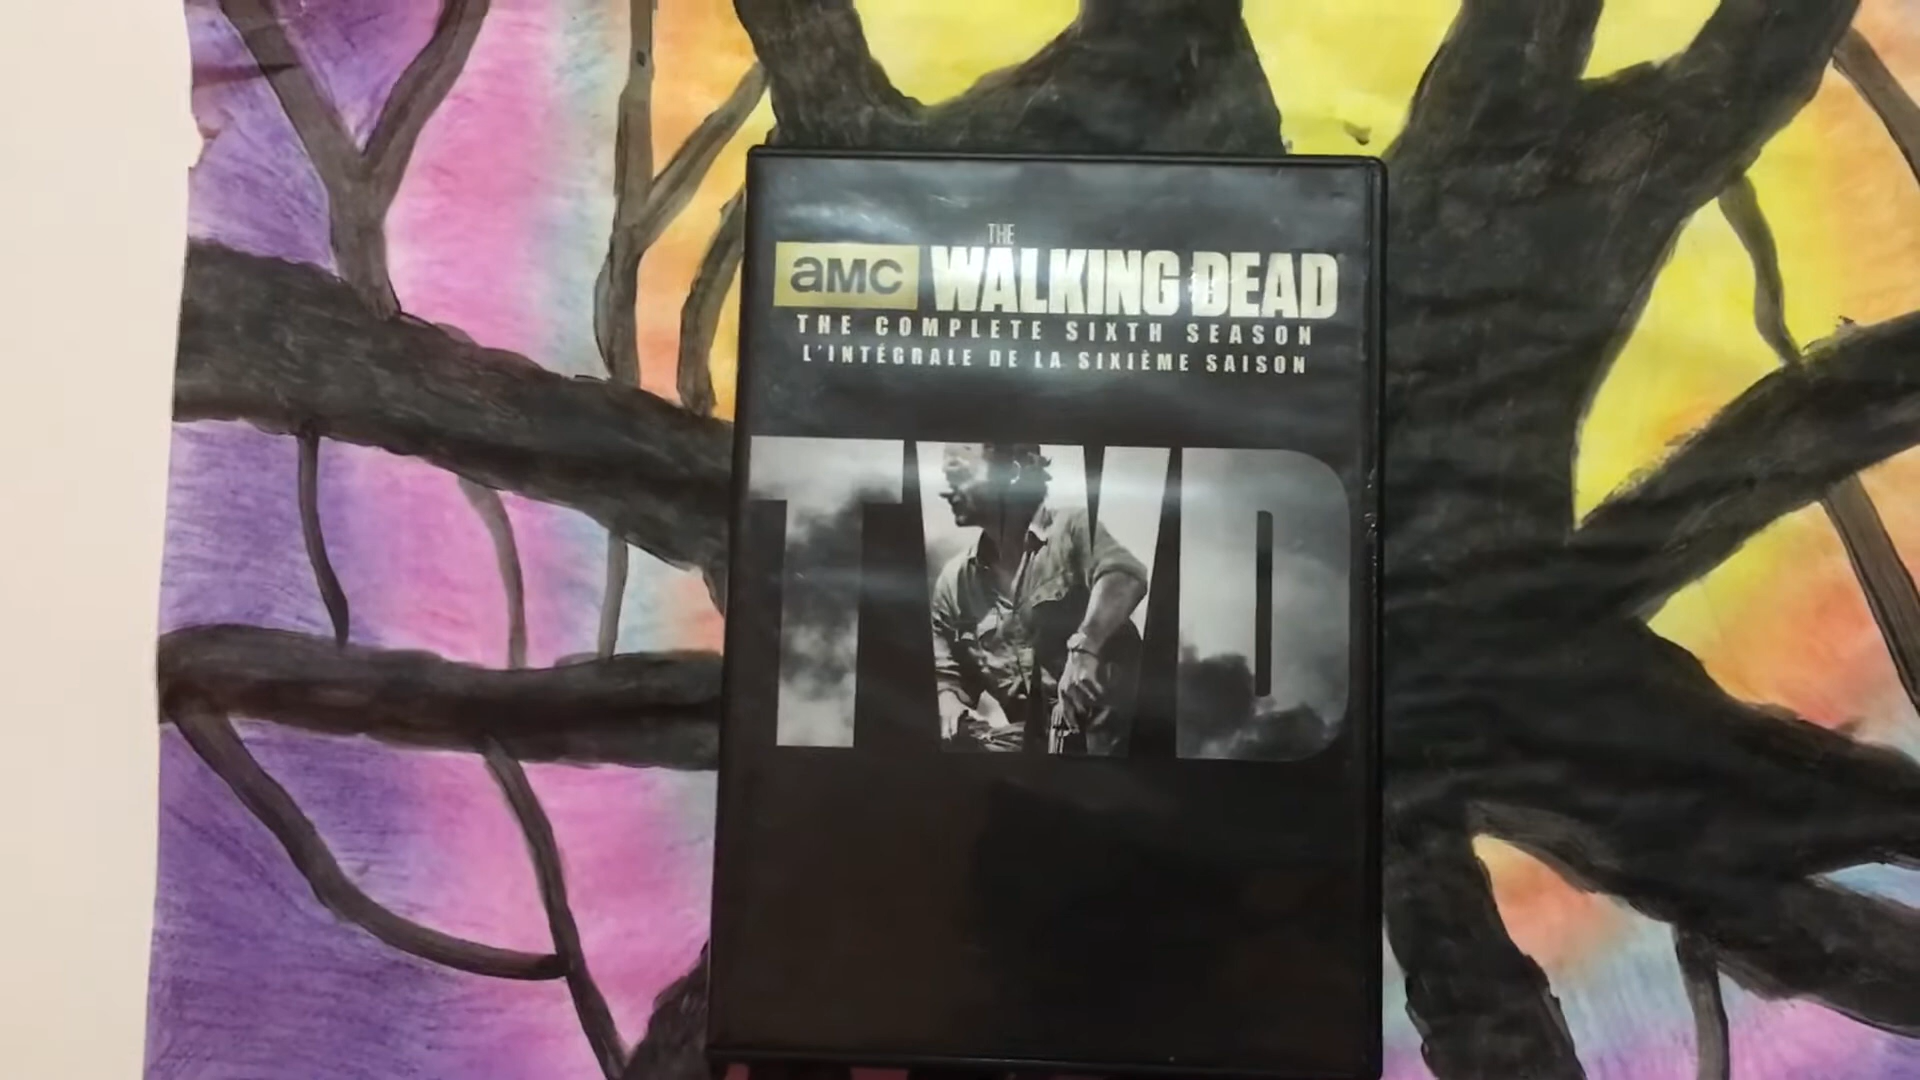 THE
aMC WALKING DEAD
THE COMPLETE SIXTH SEASON
L'INTÉGRALE DE LA SIXIÈME SAISON
TWD